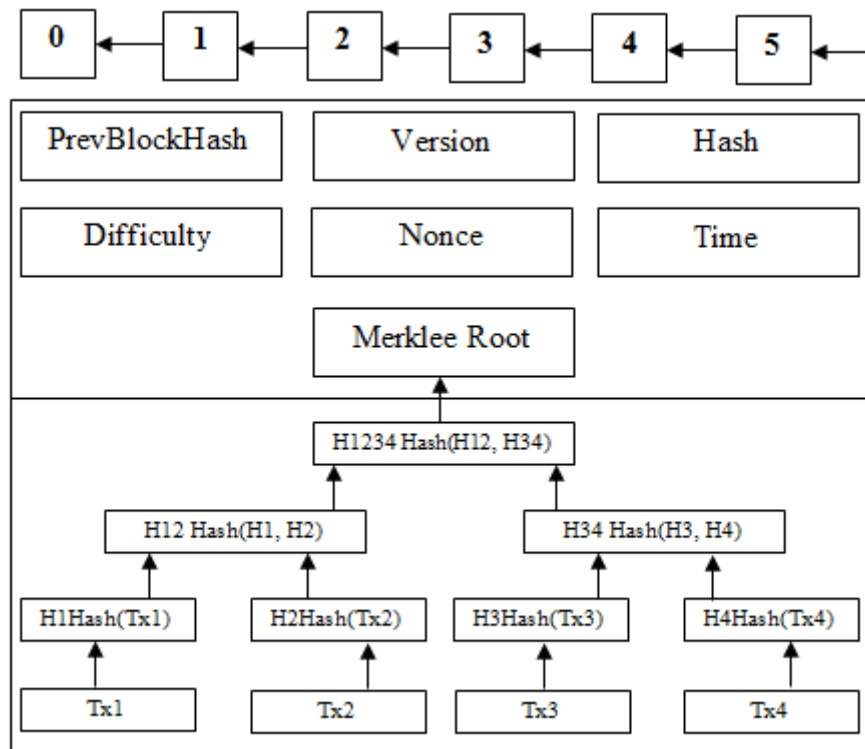 0 1 2 3 4 5
PrevBlockHash Version Hash
Difficulty Nonce Time
Merklee Root
H1234 Hash(H12, H34)
H12 Hash(H1, H2) H34 Hash(H3, H4)
H1Hash(Tx1) H2Hash(Tx2) H3Hash(Tx3) H4Hash(Tx4)
Tx1 Tx2 Tx3 Tx4